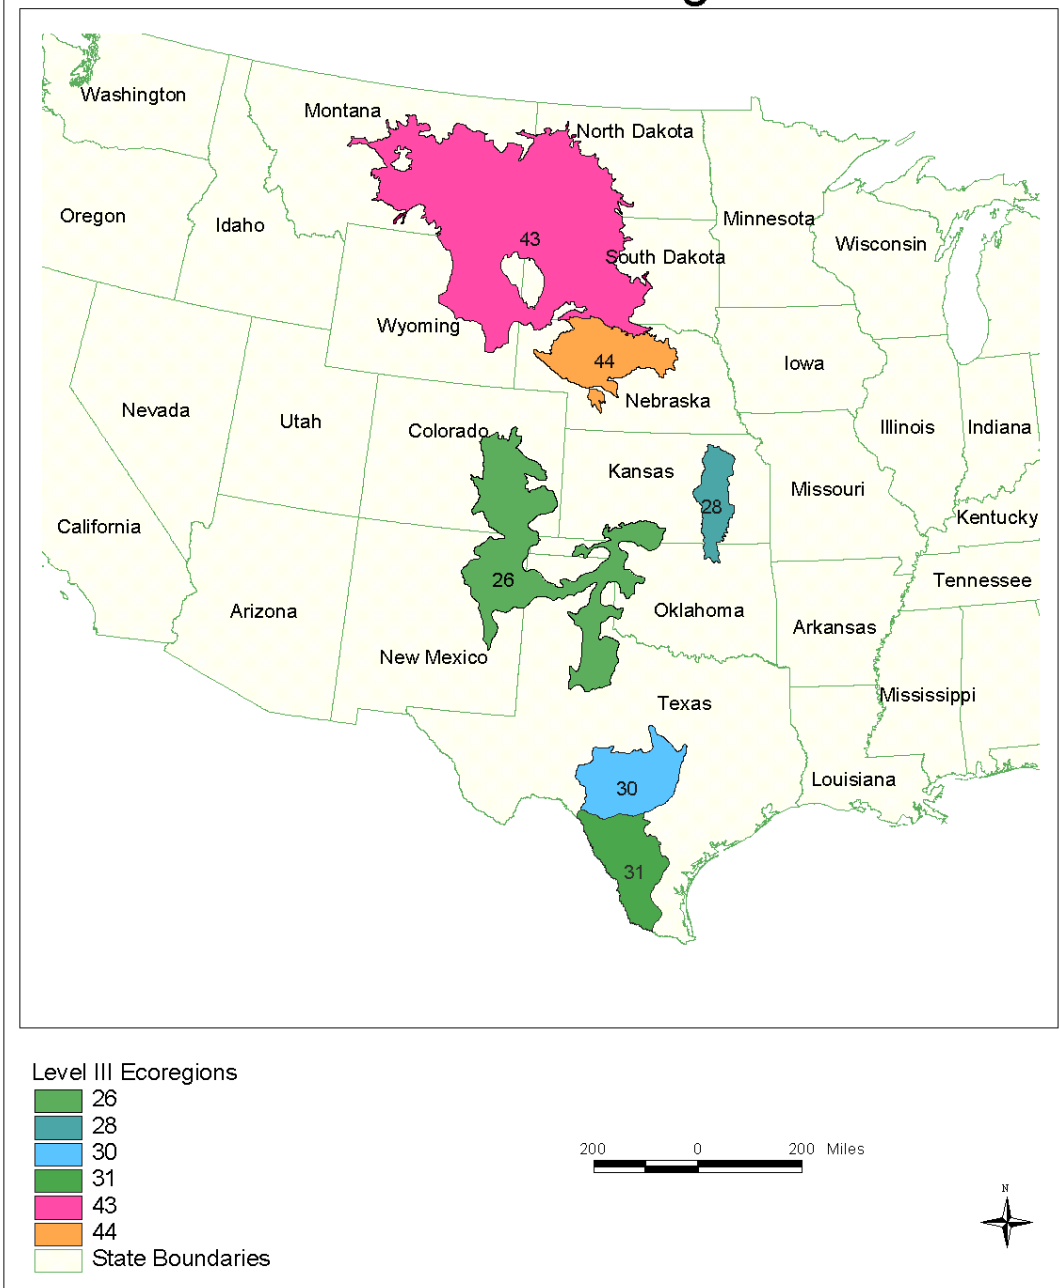 Washington
Montana
North Dakota
Oregon
Idaho
Minnesota
Wisconsin
43
South Dakota
Wyoming
44
Iowa
Nebraska
Nevada
Utah
Colorado
Illinois
Indiana
Kansas
Missouri
28
California
Kentucky
26
Tennessee
Arizona
Oklahoma
Arkansas
New Mexico
Mississippi
Texas
Louisiana
30
31
Level III Ecoregions
26
28
30
31
43
44
State Boundaries
200 0 200 Miles
N